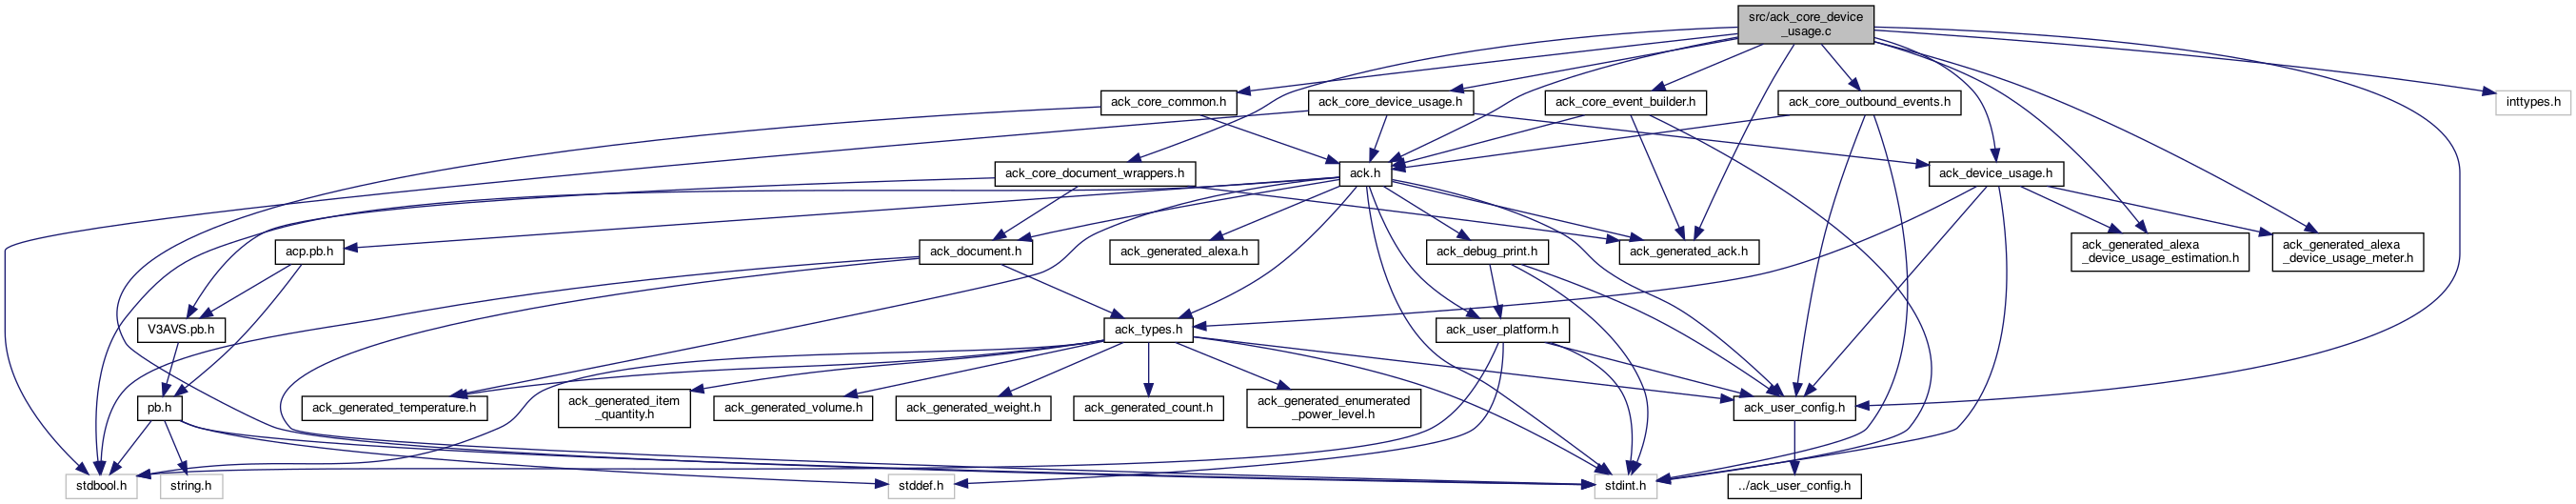 src/ack_core_device
_usage.c
ack_core_common.h
ack_core_device_usage.h
ack_core_event_builder.h
ack_core_outbound_events.h
inttypes.h
ack_core_document_wrappers.h
ack.h
ack_device_usage.h
acp.pb.h
ack_document.h
ack_generated_alexa.h
ack_debug_print.h
ack_generated_ack.h
ack_generated_alexa
_device_usage_estimation.h
ack_generated_alexa
_device_usage_meter.h
V3AVS.pb.h
ack_types.h
ack_user_platform.h
pb.h
ack_generated_temperature.h
ack_generated_item
_quantity.h
ack_generated_volume.h
ack_generated_weight.h
ack_generated_count.h
ack_generated_enumerated
_power_level.h
ack_user_config.h
stdbool.h
string.h
stddef.h
stdint.h
../ack_user_config.h